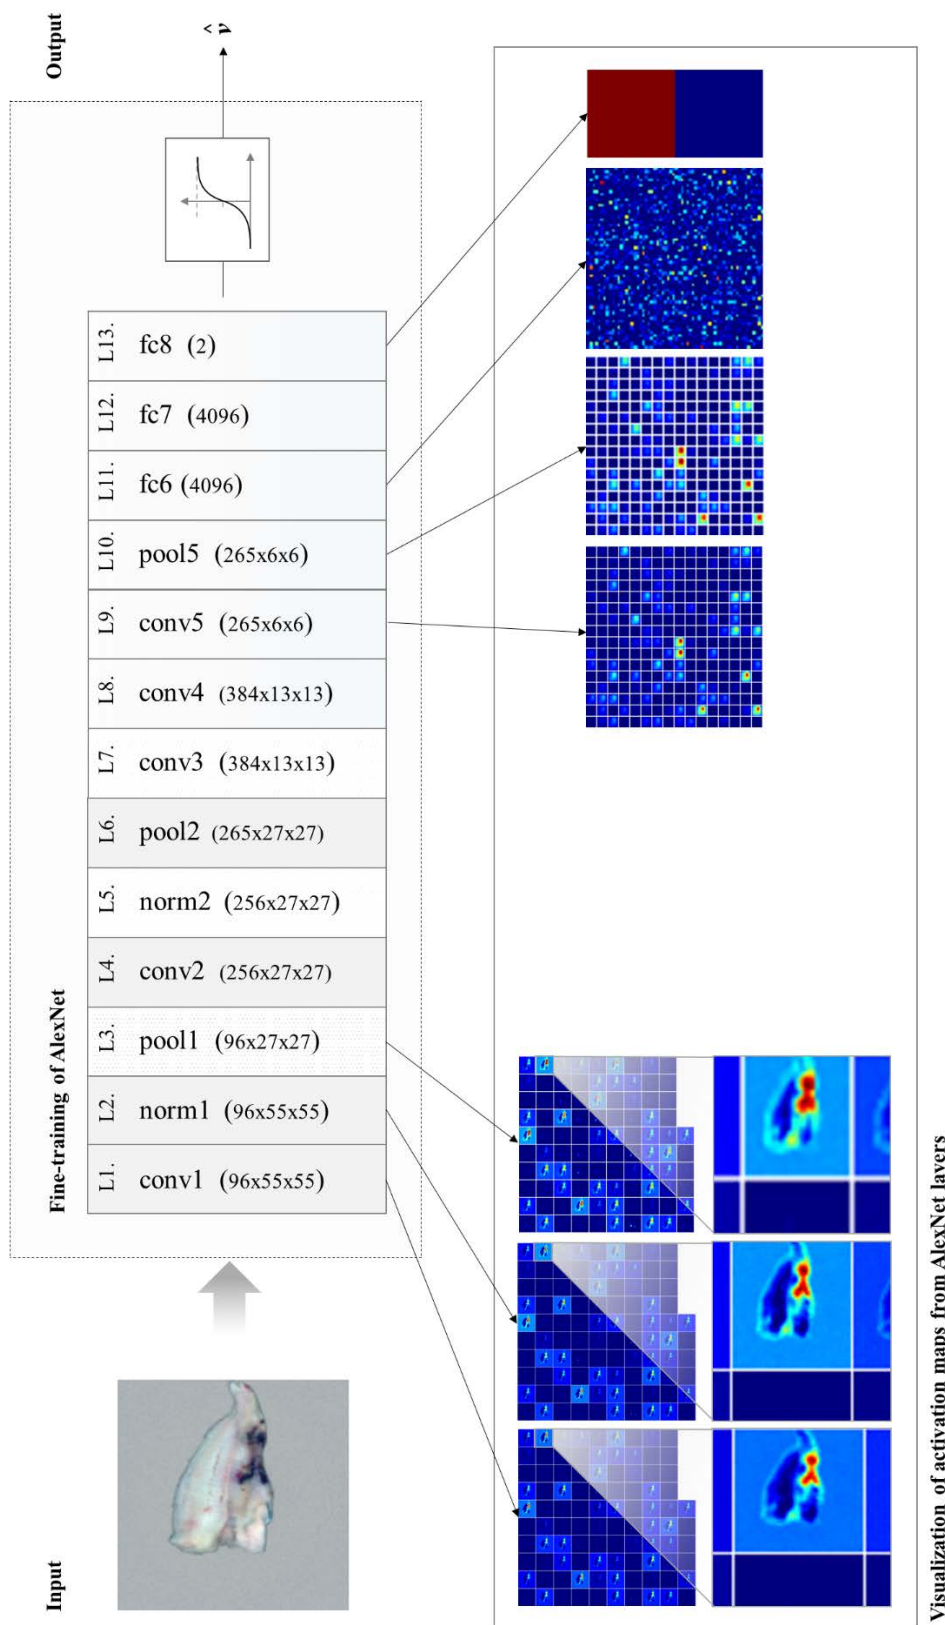 Input
Fine-training of AlexNet
Output
L1. conv1 (96x55x55)
L2. norm1 (96x55x55)
L3. pool1 (96x27x27)
L4. conv2 (256x27x27)
L5. norm2 (256x27x27)
L6. pool2 (265x27x27)
L7. conv3 (384x13x13)
L8. conv4 (384x13x13)
L9. conv5 (265x6x6)
L10. pool5 (265x6x6)
L11. fc6 (4096)
L12. fc7 (4096)
L13. fc8 (2)
ŷ
Visualization of activation maps from AlexNet layers